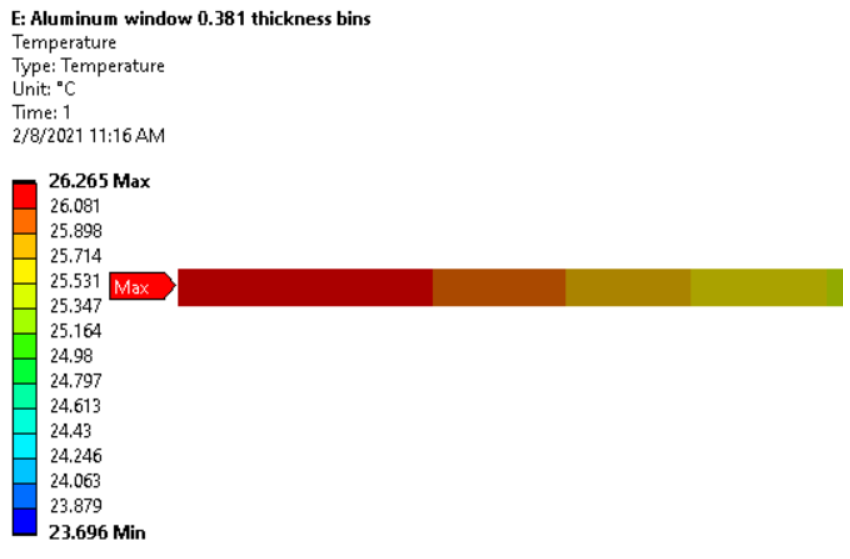 E: Aluminum window 0.381 thickness bins
Temperature
Type: Temperature
Unit: °C
Time: 1
2/8/2021 11:16 AM
26.265 Max
26.081
25.898
25.714
25.531
25.347
25.164
24.98
24.797
24.613
24.43
24.246
24.063
23.879
23.696 Min
Max